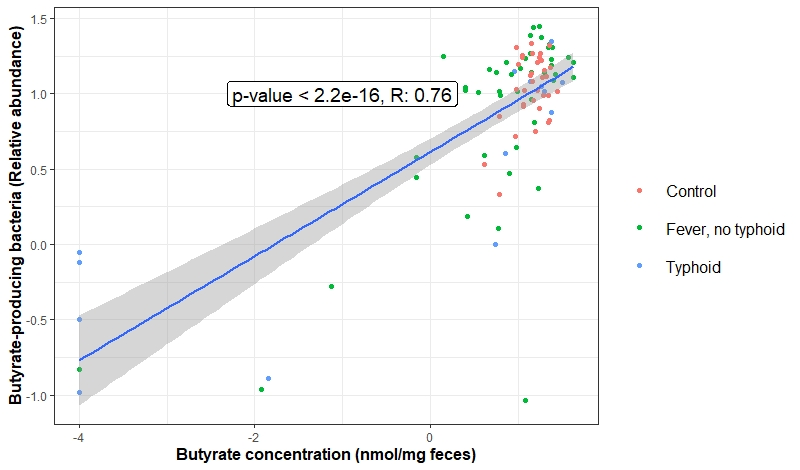 1.5
1.0
0.5
0.0
-0.5
-1.0
Butyrate-producing bacteria (Relative abundance)
p-value < 2.2e-16, R: 0.76
Control
Fever, no typhoid
Typhoid
-4
-2
0
Butyrate concentration (nmol/mg feces)